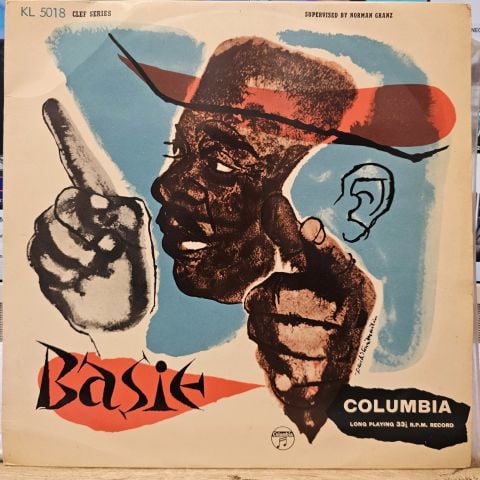 KL 5018 CLEF SERIES SUPERVISED BY NORMAN GRANZ
Basie
COLUMBIA
LONG PLAYING 33⅓ R.P.M. RECORD